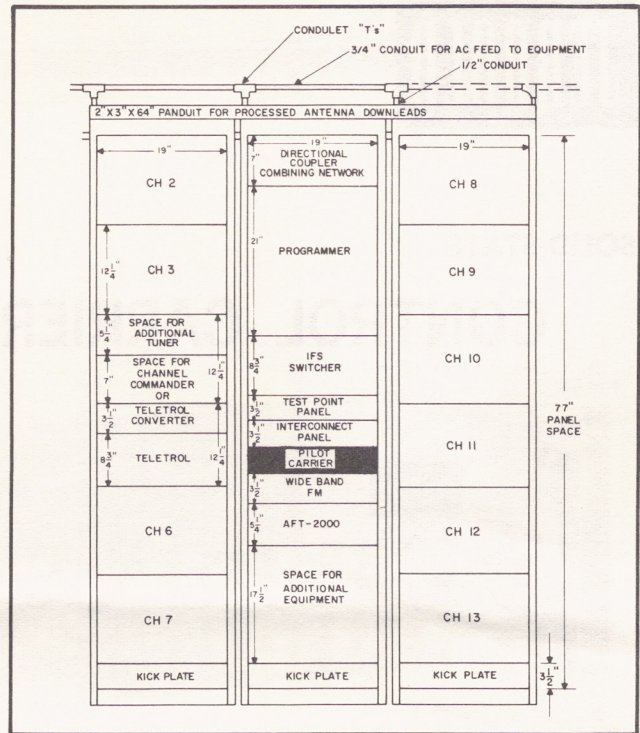 CONDULET "T's"
3/4" CONDUIT FOR AC FEED TO EQUIPMENT
1/2" CONDUIT
2"X3"X64" PANDUIT FOR PROCESSED ANTENNA DOWNLEADS
19"
CH 2
CH 3
12 1/4"
SPACE FOR
ADDITIONAL
TUNER
5 1/4"
SPACE FOR
CHANNEL
COMMANDER
OR
7"
12 1/4"
TELETROL
CONVERTER
3 1/2"
TELETROL
8 3/4"
12 1/4"
CH 6
CH 7
KICK PLATE
19"
7"
DIRECTIONAL
COUPLER
COMBINING NETWORK
21"
PROGRAMMER
8 3/4"
IFS
SWITCHER
3 1/2"
TEST POINT
PANEL
3 1/2"
INTERCONNECT
PANEL
PILOT
CARRIER
3 1/2"
WIDE BAND
FM
5 1/4"
AFT-2000
17 1/2"
SPACE FOR
ADDITIONAL
EQUIPMENT
KICK PLATE
19"
CH 8
CH 9
CH 10
CH 11
CH 12
CH 13
KICK PLATE
77"
PANEL
SPACE
3 1/2"